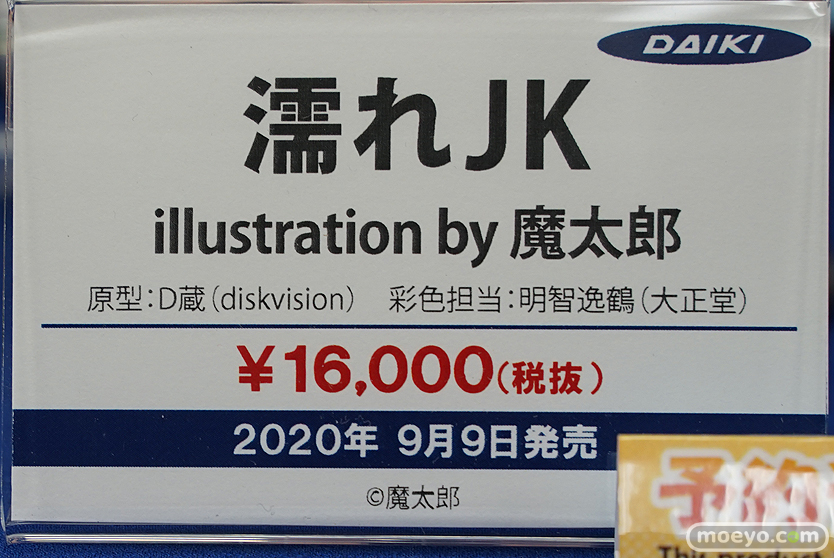 DAIKI
濡れJK
illustration by 魔太郎
原型:D蔵(diskvision) 彩色担当:明智逸鶴(大正堂)
¥16,000(税抜)
2020年 9月9日発売
©魔太郎
予約
moeyo.com